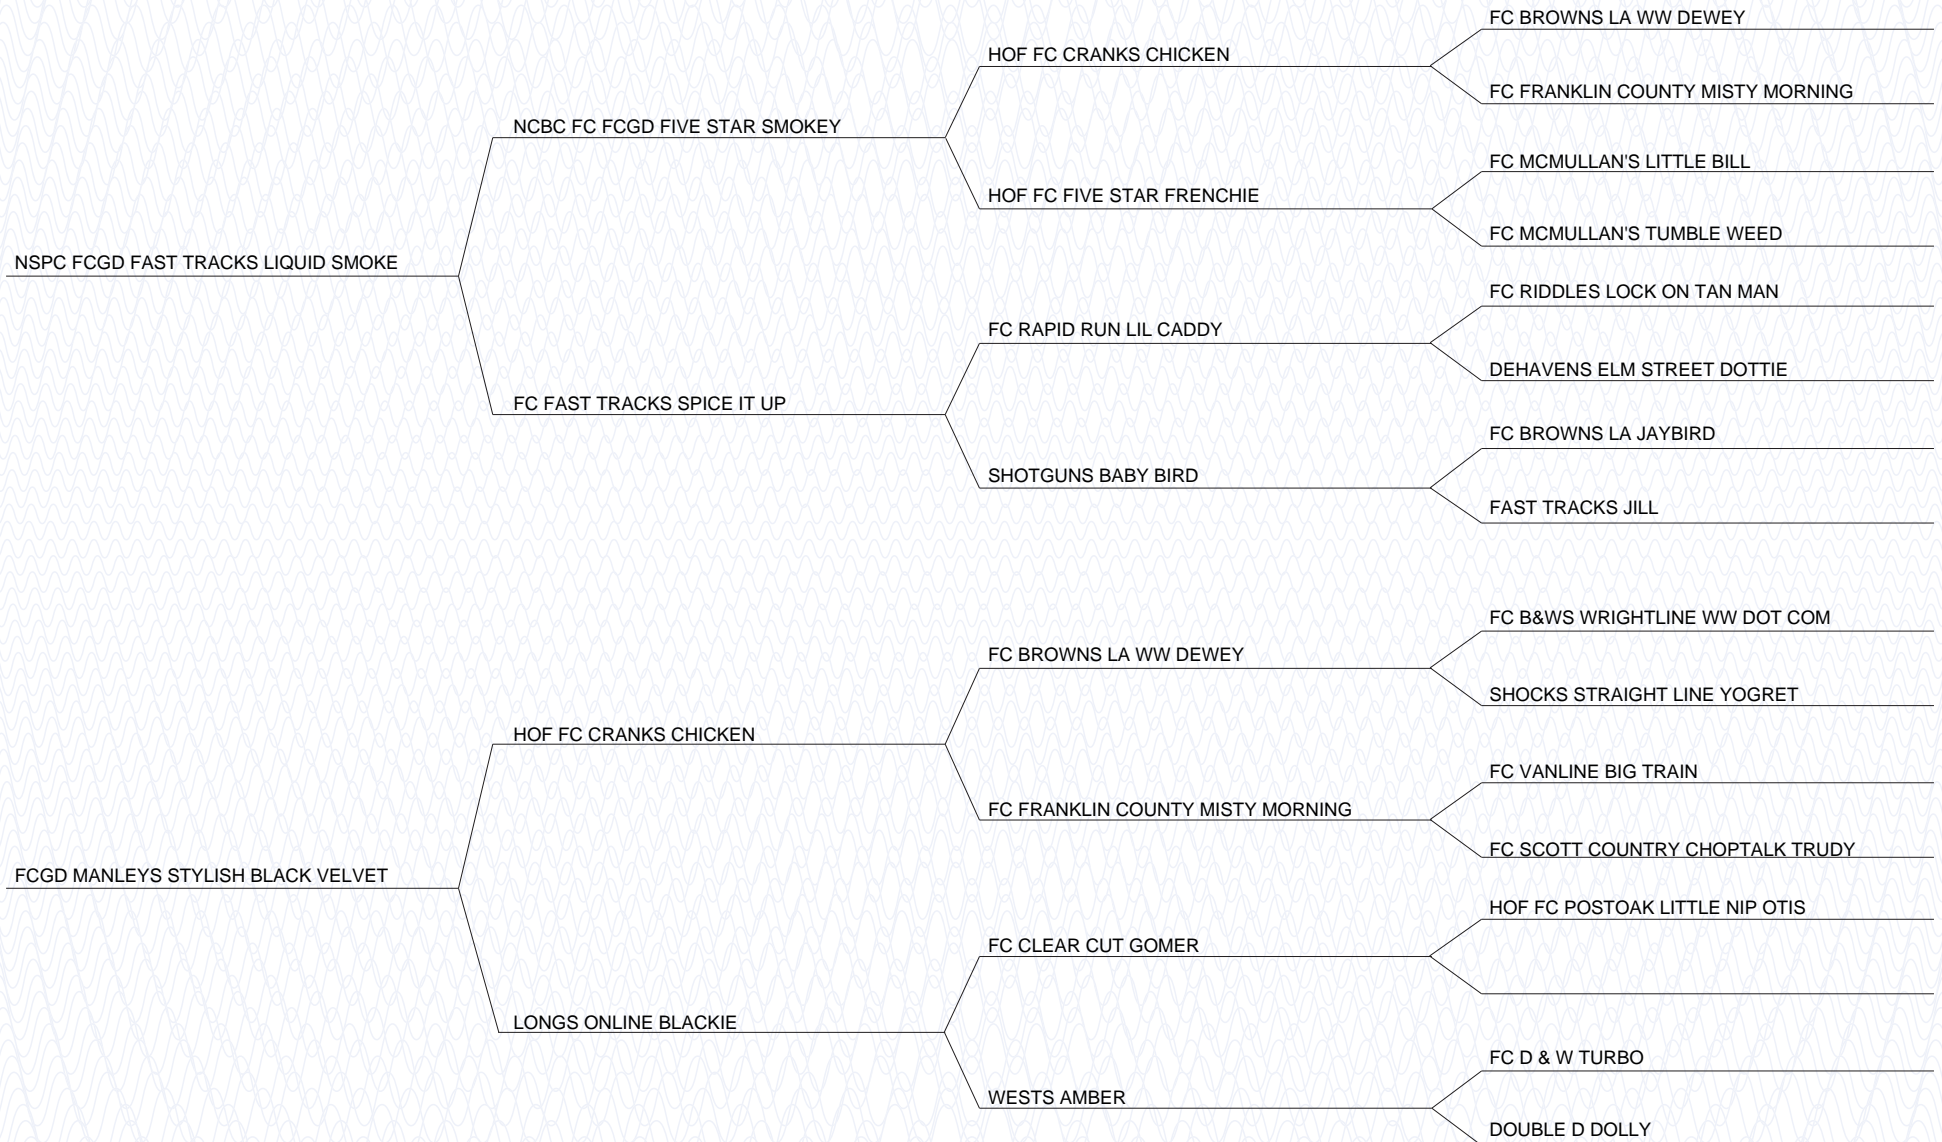 FC BROWNS LA WW DEWEY
HOF FC CRANKS CHICKEN
FC FRANKLIN COUNTY MISTY MORNING
NCBC FC FCGD FIVE STAR SMOKEY
FC MCMULLAN'S LITTLE BILL
HOF FC FIVE STAR FRENCHIE
FC MCMULLAN'S TUMBLE WEED
NSPC FCGD FAST TRACKS LIQUID SMOKE
FC RIDDLES LOCK ON TAN MAN
FC RAPID RUN LIL CADDY
DEHAVENS ELM STREET DOTTIE
FC FAST TRACKS SPICE IT UP
FC BROWNS LA JAYBIRD
SHOTGUNS BABY BIRD
FAST TRACKS JILL
FC B&WS WRIGHTLINE WW DOT COM
FC BROWNS LA WW DEWEY
SHOCKS STRAIGHT LINE YOGRET
HOF FC CRANKS CHICKEN
FC VANLINE BIG TRAIN
FC FRANKLIN COUNTY MISTY MORNING
FC SCOTT COUNTRY CHOPTALK TRUDY
FCGD MANLEYS STYLISH BLACK VELVET
HOF FC POSTOAK LITTLE NIP OTIS
FC CLEAR CUT GOMER
LONGS ONLINE BLACKIE
FC D & W TURBO
WESTS AMBER
DOUBLE D DOLLY